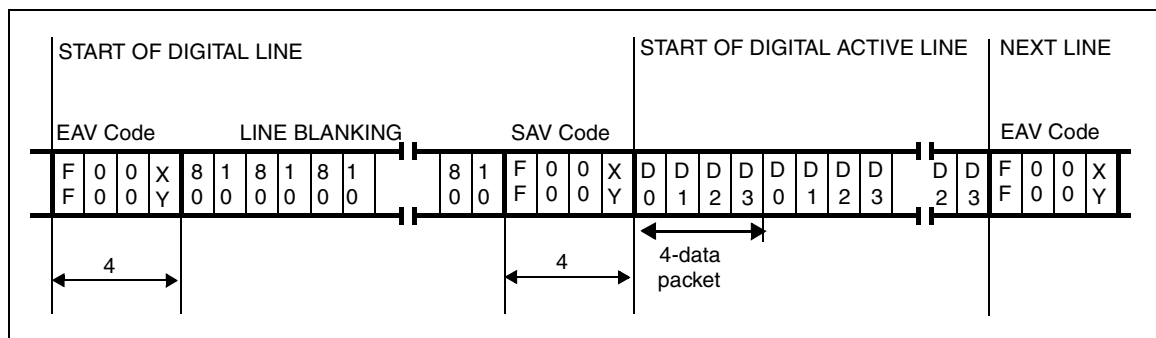 START OF DIGITAL LINE
START OF DIGITAL ACTIVE LINE
NEXT LINE
EAV Code
LINE BLANKING
SAV Code
EAV Code
F 0 0 X 8 1 8 1 8 1 8 1 F 0 0 X D D D D D D D D D D F 0 0 X
F 0 0 Y 0 0 0 0 0 0 0 0 F 0 0 Y 0 1 2 3 0 1 2 3 2 3 F 0 0 Y
4
4
4-data
packet